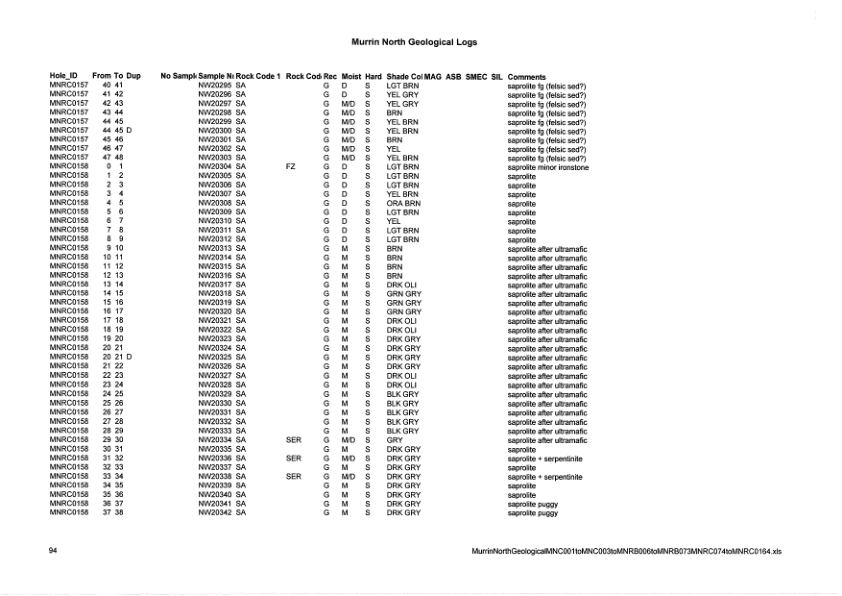 Murrin North Geological Logs
Hole_ID From To Dup No Sampl Sample N Rock Code 1 Rock Cod Rec Moist Hard Shade Col MAG ASB SMEC SIL Comments
MNRC0157 40 41 NW20295 SA G D S LGT BRN saprolite fg (felsic sed?)
MNRC0157 41 42 NW20296 SA G D S YEL GRY saprolite fg (felsic sed?)
MNRC0157 42 43 NW20297 SA G M/D S YEL GRY saprolite fg (felsic sed?)
MNRC0157 43 44 NW20298 SA G M/D S BRN saprolite fg (felsic sed?)
MNRC0157 44 45 NW20299 SA G M/D S YEL BRN saprolite fg (felsic sed?)
MNRC0157 44 45 D NW20300 SA G M/D S YEL BRN saprolite fg (felsic sed?)
MNRC0157 45 46 NW20301 SA G M/D S BRN saprolite fg (felsic sed?)
MNRC0157 46 47 NW20302 SA G M/D S YEL saprolite fg (felsic sed?)
MNRC0157 47 48 NW20303 SA G M/D S YEL BRN saprolite fg (felsic sed?)
MNRC0158 0 1 NW20304 SA FZ G D S LGT BRN saprolite minor ironstone
MNRC0158 1 2 NW20305 SA G D S LGT BRN saprolite
MNRC0158 2 3 NW20306 SA G D S LGT BRN saprolite
MNRC0158 3 4 NW20307 SA G D S YEL BRN saprolite
MNRC0158 4 5 NW20308 SA G D S ORA BRN saprolite
MNRC0158 5 6 NW20309 SA G D S LGT BRN saprolite
MNRC0158 6 7 NW20310 SA G D S YEL saprolite
MNRC0158 7 8 NW20311 SA G D S LGT BRN saprolite
MNRC0158 8 9 NW20312 SA G D S LGT BRN saprolite
MNRC0158 9 10 NW20313 SA G M S BRN saprolite after ultramafic
MNRC0158 10 11 NW20314 SA G M S BRN saprolite after ultramafic
MNRC0158 11 12 NW20315 SA G M S BRN saprolite after ultramafic
MNRC0158 12 13 NW20316 SA G M S BRN saprolite after ultramafic
MNRC0158 13 14 NW20317 SA G M S DRK OLI saprolite after ultramafic
MNRC0158 14 15 NW20318 SA G M S GRN GRY saprolite after ultramafic
MNRC0158 15 16 NW20319 SA G M S GRN GRY saprolite after ultramafic
MNRC0158 16 17 NW20320 SA G M S GRN GRY saprolite after ultramafic
MNRC0158 17 18 NW20321 SA G M S DRK OLI saprolite after ultramafic
MNRC0158 18 19 NW20322 SA G M S DRK OLI saprolite after ultramafic
MNRC0158 19 20 NW20323 SA G M S DRK GRY saprolite after ultramafic
MNRC0158 20 21 NW20324 SA G M S DRK GRY saprolite after ultramafic
MNRC0158 20 21 D NW20325 SA G M S DRK GRY saprolite after ultramafic
MNRC0158 21 22 NW20326 SA G M S DRK GRY saprolite after ultramafic
MNRC0158 22 23 NW20327 SA G M S DRK OLI saprolite after ultramafic
MNRC0158 23 24 NW20328 SA G M S DRK OLI saprolite after ultramafic
MNRC0158 24 25 NW20329 SA G M S BLK GRY saprolite after ultramafic
MNRC0158 25 26 NW20330 SA G M S BLK GRY saprolite after ultramafic
MNRC0158 26 27 NW20331 SA G M S BLK GRY saprolite after ultramafic
MNRC0158 27 28 NW20332 SA G M S BLK GRY saprolite after ultramafic
MNRC0158 28 29 NW20333 SA G M S BLK GRY saprolite after ultramafic
MNRC0158 29 30 NW20334 SA SER G M/D S GRY saprolite after ultramafic
MNRC0158 30 31 NW20335 SA G M S DRK GRY saprolite
MNRC0158 31 32 NW20336 SA SER G M/D S DRK GRY saprolite + serpentinite
MNRC0158 32 33 NW20337 SA G M S DRK GRY saprolite
MNRC0158 33 34 NW20338 SA SER G M/D S DRK GRY saprolite + serpentinite
MNRC0158 34 35 NW20339 SA G M S DRK GRY saprolite
MNRC0158 35 36 NW20340 SA G M S DRK GRY saprolite
MNRC0158 36 37 NW20341 SA G M S DRK GRY saprolite puggy
MNRC0158 37 38 NW20342 SA G M S DRK GRY saprolite puggy
94 MurrinNorthGeologicalMNC001toMNC003toMNRB006toMNRB073MNRC074toMNRC0164.xls